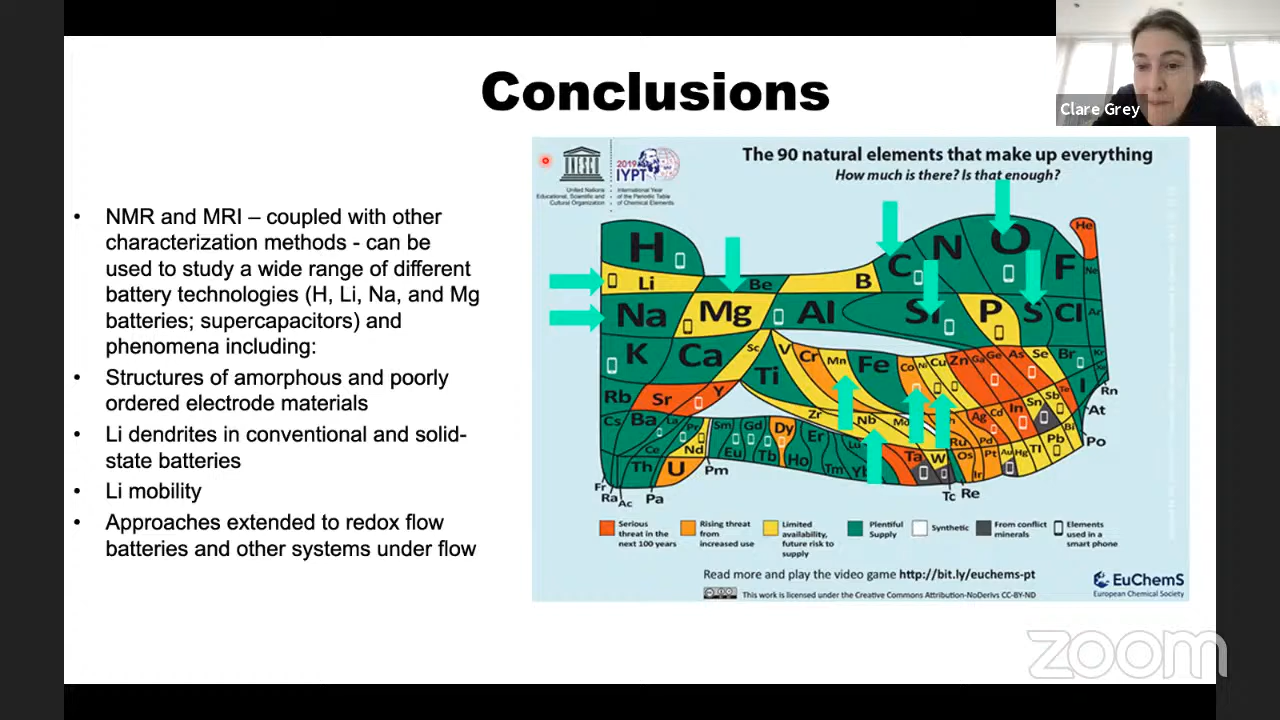 Conclusions
Clare Grey
• NMR and MRI – coupled with other
characterization methods - can be
used to study a wide range of different
battery technologies (H, Li, Na, and Mg
batteries; supercapacitors) and
phenomena including:
• Structures of amorphous and poorly
ordered electrode materials
• Li dendrites in conventional and solid-
state batteries
• Li mobility
• Approaches extended to redox flow
batteries and other systems under flow
The 90 natural elements that make up everything
How much is there? Is that enough?
United Nations
Educational, Scientific and
Cultural Organization
2019
IYPT
International Year
of the Periodic Table
of Chemical Elements
H He
Li Be B C N O F Ne
Na Mg Al Si P S Cl Ar
K Ca Sc Ti V Cr Mn Fe Co Ni Cu Zn Ga Ge As Se Br Kr
Rb Sr Y Zr Nb Mo Ru Pd Ag Cd In Sn Sb Te I
Rn
Cs Ba La Ta W Os Ir Pt Au Hg Tl Pb Bi At
Po
Ce Pr Nd Sm Eu Gd Tb Dy Ho Er Tm Yb Lu
Th U Pm
Fr
Ra Ac Pa
Tc Re
Serious
threat in the
next 100 years
Rising threat
from
increased use
Limited
availability,
future risk to
supply
Plentiful
Supply
Synthetic
From conflict
minerals
Elements
used in a
smart phone
Read more and play the video game http://bit.ly/euchems-pt
This work is licensed under the Creative Commons Attribution-NoDerivs CC-BY-ND
EuChemS
European Chemical Society
zoom